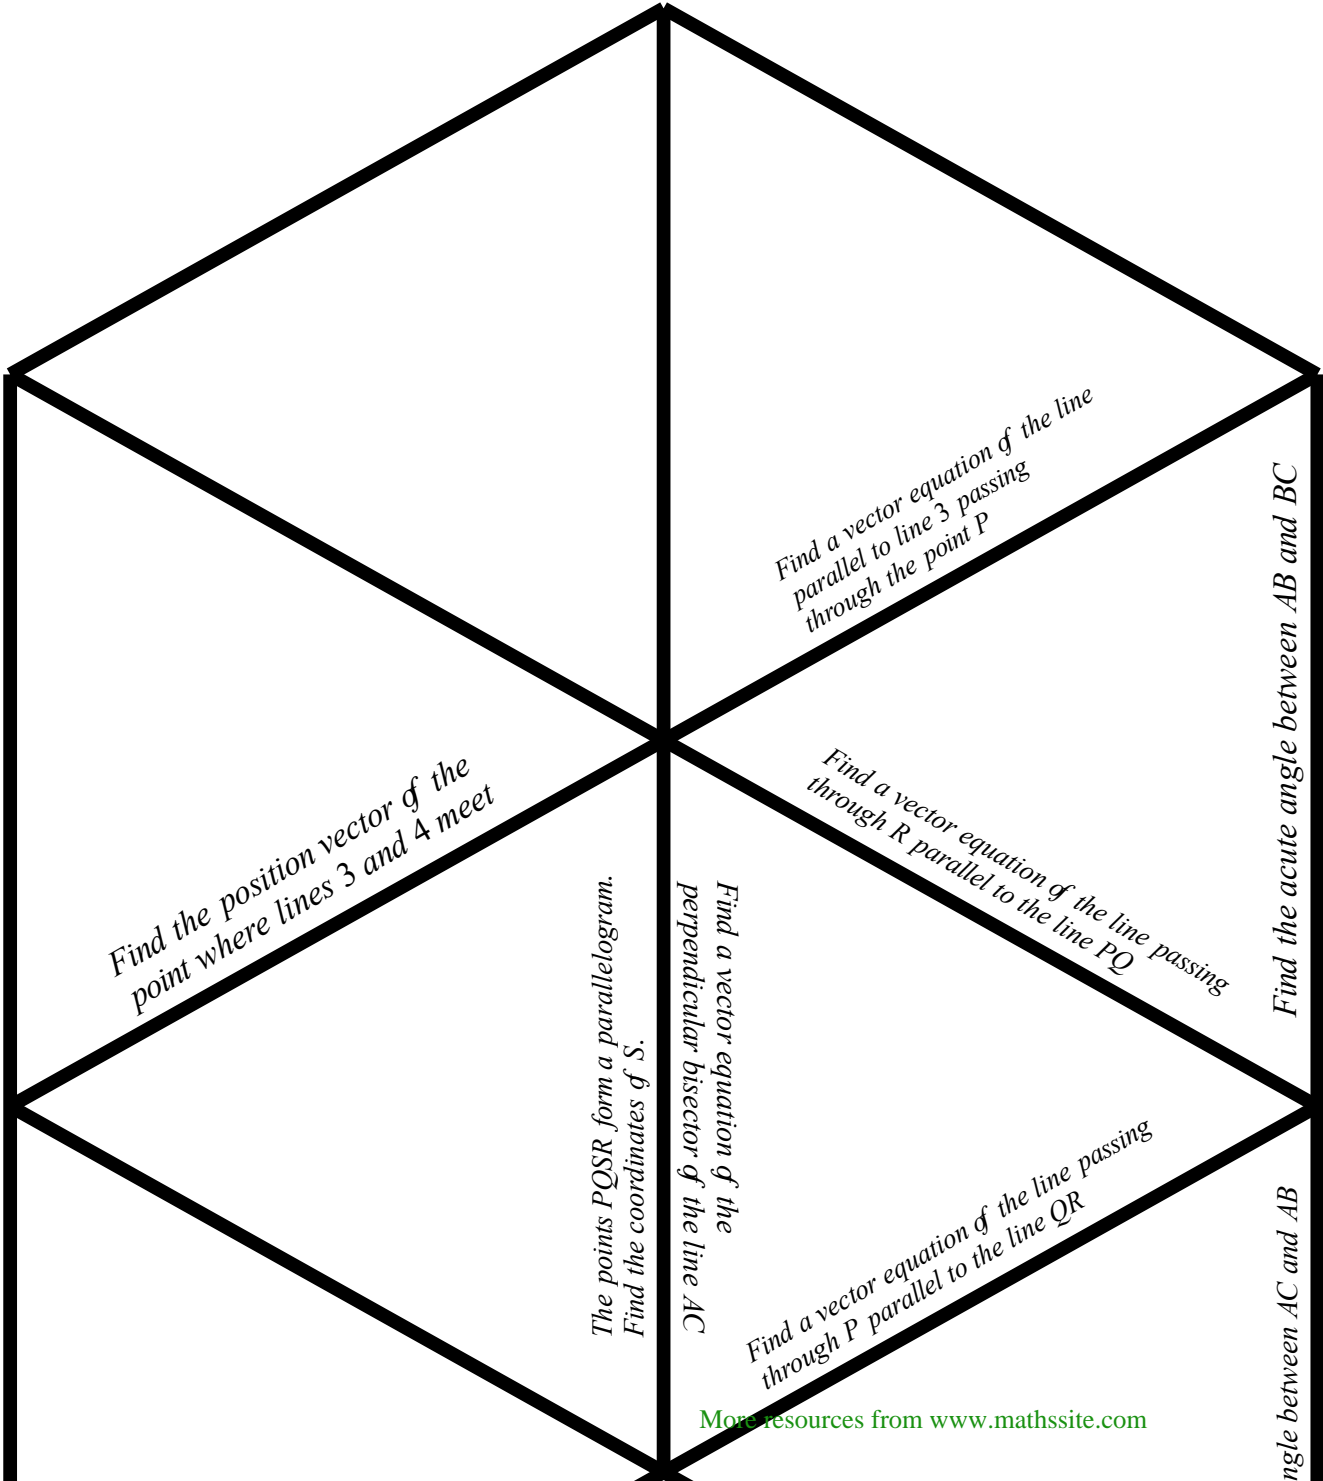 Find a vector equation of the line
parallel to line 3 passing
through the point P
Find the acute angle between AB and BC
Find the position vector of the
point where lines 3 and 4 meet
Find a vector equation of the line passing
through R parallel to the line PQ
The points PQSR form a parallelogram.
Find the coordinates of S.
Find a vector equation of the
perpendicular bisector of the line AC
Find a vector equation of the line passing
through P parallel to the line QR
between AC and AB
More resources from www.mathssite.com